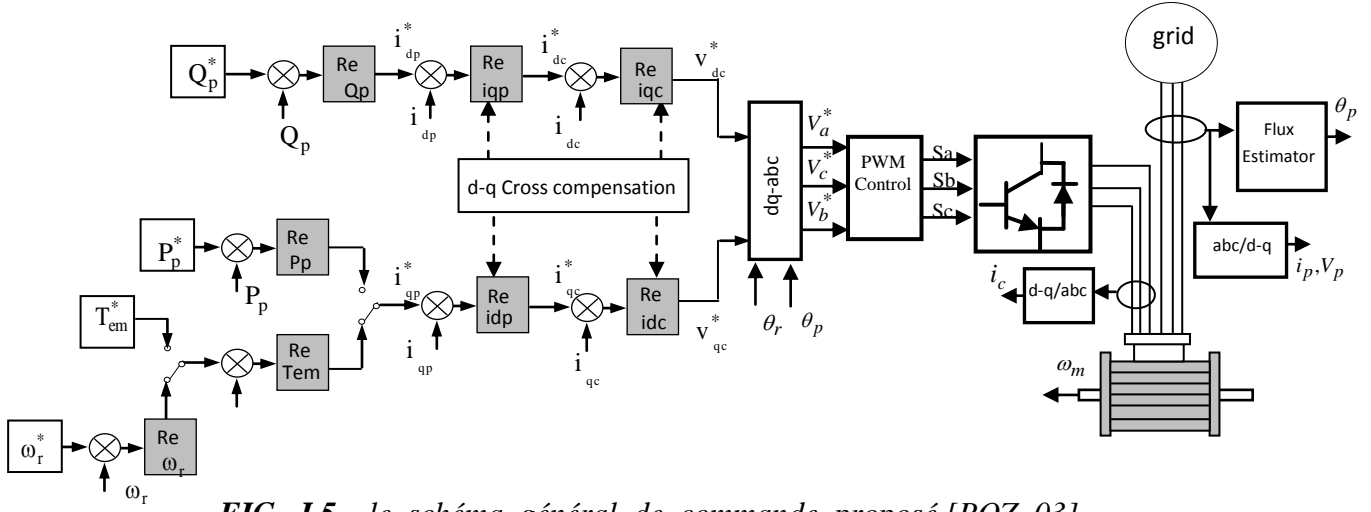 grid
Q*p
Re Qp
i*dp
Re iqp
i*dc
Re iqc
v*dc
Qp
idp
idc
θp
Flux
Estimator
dq-abc
V*a
V*c
V*b
PWM
Control
Sa
Sb
Sc
d-q Cross compensation
abc/d-q
ip,Vp
P*p
Re Pp
Pp
i*qp
Re idp
i*qc
Re idc
v*qc
iqp
iqc
θr
θp
ic
d-q/abc
T*em
Re Tem
ωm
ω*r
Re ωr
ωr
FIG I.5 le schéma général de commande proposé [POZ 03]